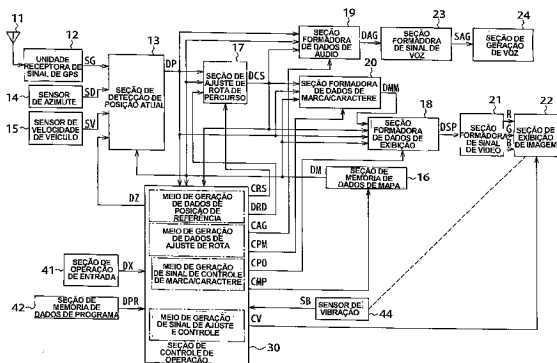 11
12
UNIDADE
RECEPTORA DE
SINAL DE GPS
SG
13
SEÇÃO
DE DETECÇÃO DE
POSIÇÃO ATUAL
DP
14
SENSOR
DE AZIMUTE
SD
15
SENSOR DE
VELOCIDADE DE
VEÍCULO
SV
17
SEÇÃO DE
AJUSTE DE
ROTA DE
PERCURSO
DCS
19
SEÇÃO
FORMADORA
DE DADOS DE
AUDIO
DAG
23
SEÇÃO
FORMADORA
DE SINAL DE
VOZ
SAG
24
SEÇÃO DE
GERAÇÃO DE
VOZ
20
SEÇÃO FORMADORA
DE DADOS DE
MARCA/CARACTERE
DMM
18
SEÇÃO
FORMADORA
DE DADOS DE
EXIBIÇÃO
DSP
21
SEÇÃO
FORMADORA
DE SINAL
DE VÍDEO
R
G
B
22
SEÇÃO DE
EXIBIÇÃO
DE IMAGEM
DM
16
SEÇÃO DE
MEMÓRIA DE
DADOS DE MAPA
DZ
MEIO DE GERAÇÃO
DE DADOS DE
POSIÇÃO DE
REFERÊNCIA
MEIO DE GERAÇÃO
DE DADOS DE
AJUSTE DE ROTA
MEIO DE GERAÇÃO
DE SINAL DE CONTROLE
DE MARCA/CARACTERE
MEIO DE GERAÇÃO
DE SINAL DE AJUSTE
E CONTROLE
SEÇÃO DE
CONTROLE DE
OPERAÇÃO
30
CRS
DRD
CAG
CPM
CPO
CMP
SB
CV
SENSOR DE
VIBRAÇÃO
44
41
SEÇÃO DE
OPERAÇÃO DE
ENTRADA
DX
42
SEÇÃO DE
MEMÓRIA DE
DADOS DE PROGRAMA
DPR